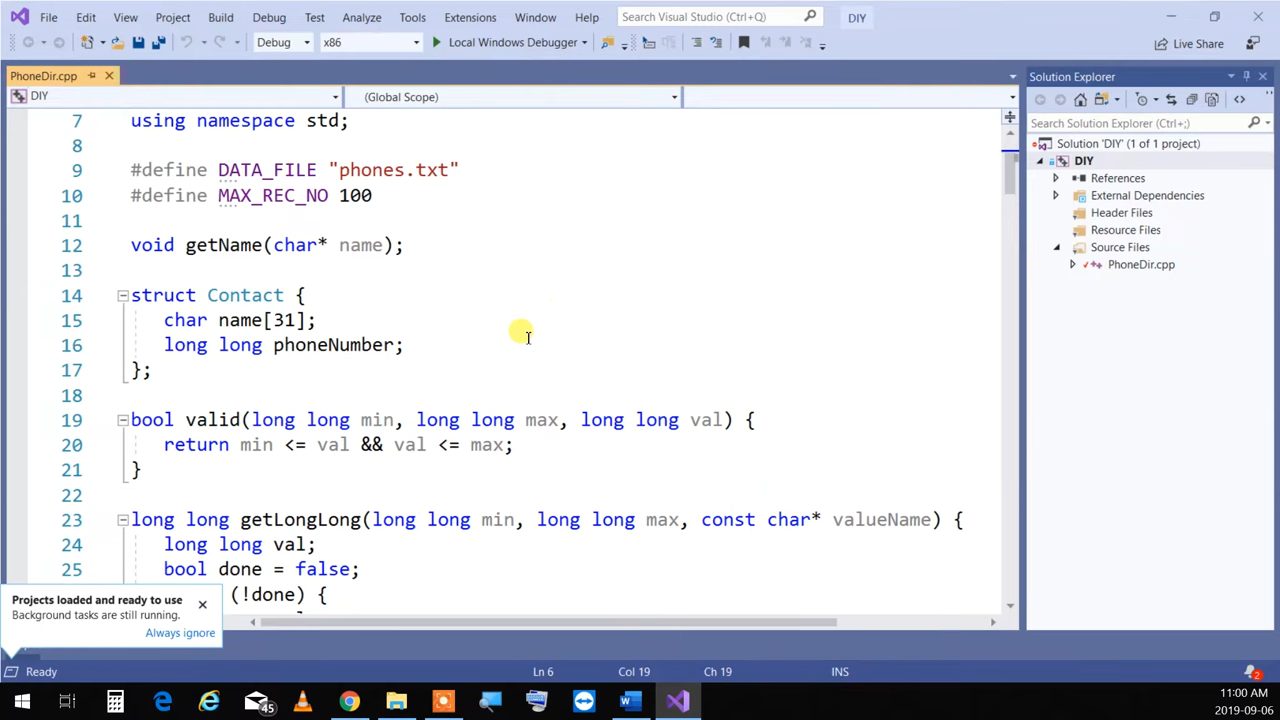 File Edit View Project Build Debug Test Analyze Tools Extensions Window Help Search Visual Studio (Ctrl+Q) DIY
Debug x86 Local Windows Debugger Live Share
PhoneDir.cpp
DIY (Global Scope)
7 using namespace std;
8
9 #define DATA_FILE "phones.txt"
10 #define MAX_REC_NO 100
11
12 void getName(char* name);
13
14 struct Contact {
15 char name[31];
16 long long phoneNumber;
17 };
18
19 bool valid(long long min, long long max, long long val) {
20 return min <= val && val <= max;
21 }
22
23 long long getLongLong(long long min, long long max, const char* valueName) {
24 long long val;
25 bool done = false;
(!done) {
Projects loaded and ready to use
Background tasks are still running.
Always ignore
Solution Explorer
Search Solution Explorer (Ctrl+;)
Solution 'DIY' (1 of 1 project)
DIY
References
External Dependencies
Header Files
Resource Files
Source Files
PhoneDir.cpp
Ready Ln 6 Col 19 Ch 19 INS 2
45
11:00 AM
2019-09-06